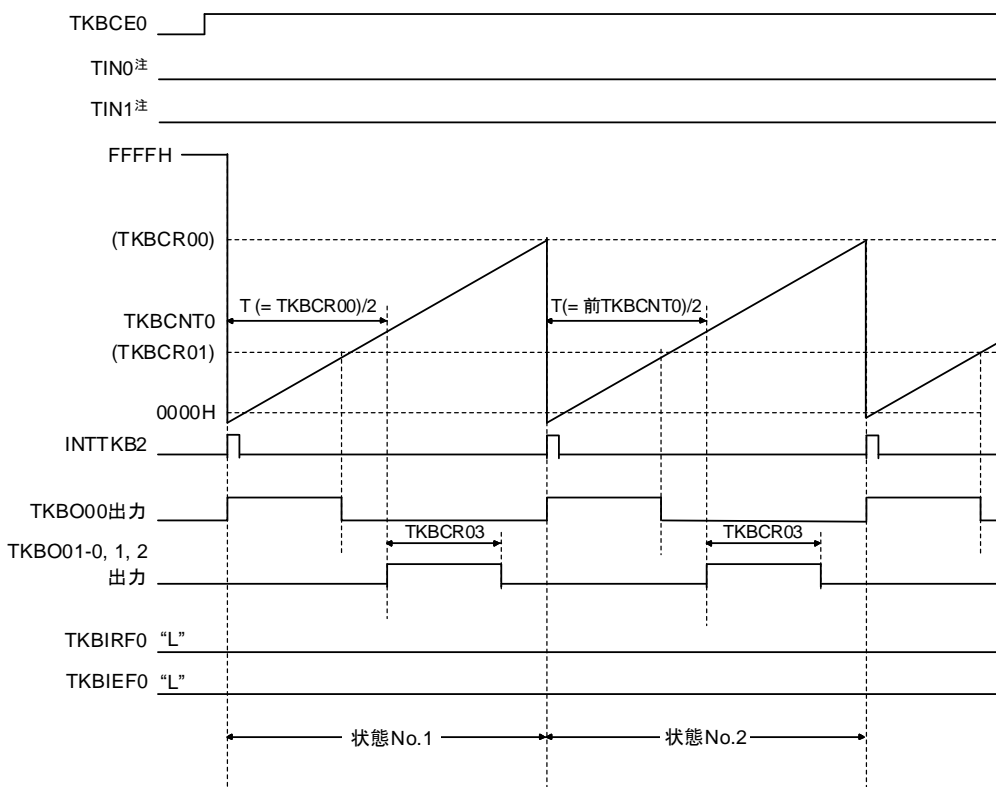 TKBCE0
TIN0注
TIN1注
FFFFH
(TKBCR00)
T (= TKBCR00)/2
T(= 前TKBCNT0)/2
TKBCNT0
(TKBCR01)
0000H
INTTKB2
TKBO00出力
TKBCR03
TKBCR03
TKBO01-0, 1, 2
出力
TKBIRF0 “L”
TKBIEF0 “L”
状態No.1
状態No.2